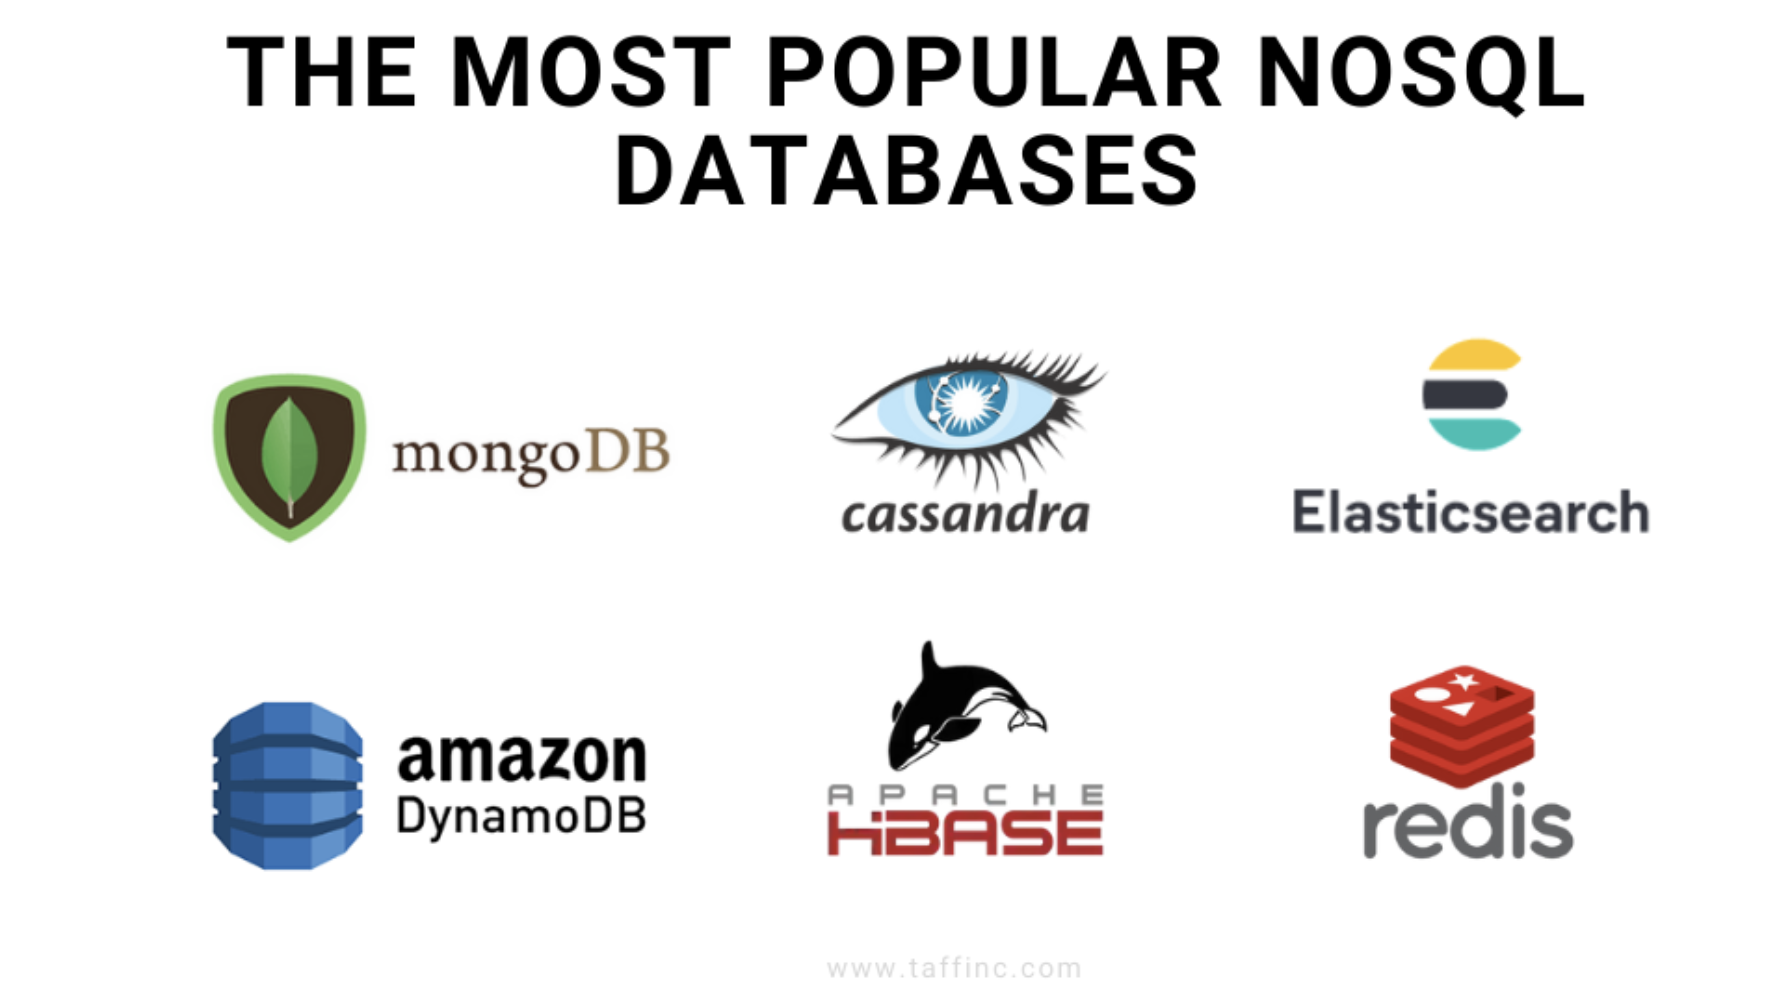 THE MOST POPULAR NOSQL
DATABASES
mongoDB
cassandra
Elasticsearch
amazon
DynamoDB
APACHE
HBASE
redis
www.taffinc.com